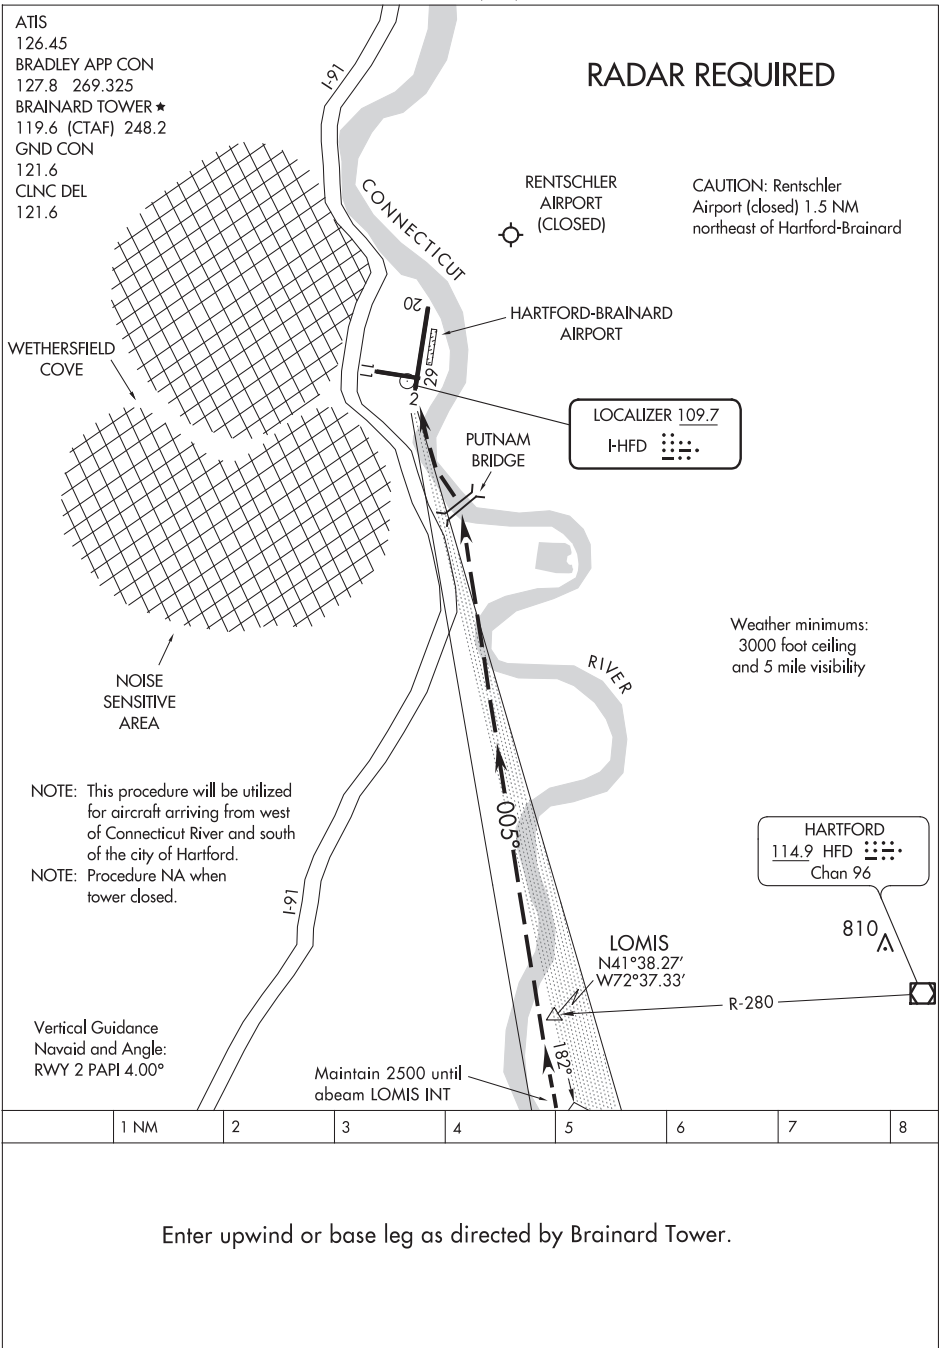 ATIS
126.45
BRADLEY APP CON
127.8 269.325
BRAINARD TOWER ★
119.6 (CTAF) 248.2
GND CON
121.6
CLNC DEL
121.6
I-91
RADAR REQUIRED
CONNECTICUT
RENTSCHLER
AIRPORT
(CLOSED)
CAUTION: Rentschler
Airport (closed) 1.5 NM
northeast of Hartford-Brainard
20
HARTFORD-BRAINARD
AIRPORT
WETHERSFIELD
COVE
11
29
2
LOCALIZER 109.7
I-HFD
PUTNAM
BRIDGE
Weather minimums:
3000 foot ceiling
and 5 mile visibility
RIVER
NOISE
SENSITIVE
AREA
NOTE: This procedure will be utilized
for aircraft arriving from west
of Connecticut River and south
of the city of Hartford.
NOTE: Procedure NA when
tower closed.
005°
HARTFORD
114.9 HFD
Chan 96
I-91
810
LOMIS
N41°38.27'
W72°37.33'
R-280
Vertical Guidance
Navaid and Angle:
RWY 2 PAPI 4.00°
182°
Maintain 2500 until
abeam LOMIS INT
1 NM 2 3 4 5 6 7 8
Enter upwind or base leg as directed by Brainard Tower.